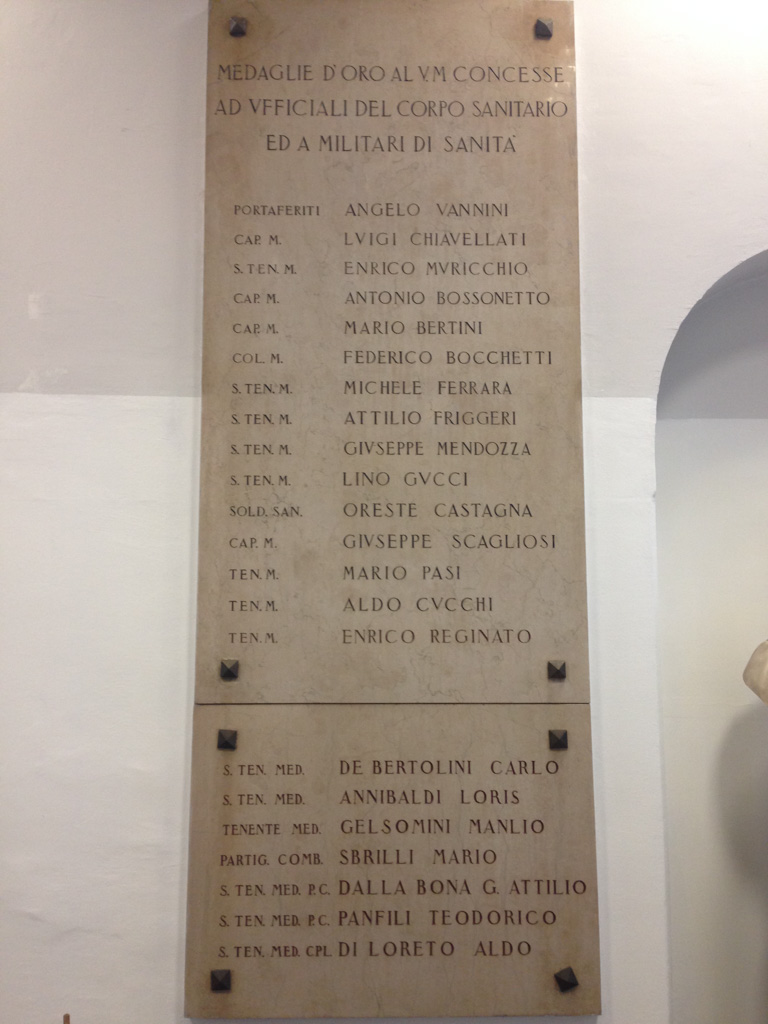 MEDAGLIE D'ORO AL V.M CONCESSE
AD VFFICIALI DEL CORPO SANITARIO
ED A MILITARI DI SANITA'
PORTAFERITI ANGELO VANNINI
CAP. M. LVIGI CHIAVELLATI
S. TEN. M. ENRICO MVRICCHIO
CAP. M. ANTONIO BOSSONETTO
CAP. M. MARIO BERTINI
COL. M. FEDERICO BOCCHETTI
S. TEN. M. MICHELE FERRARA
S. TEN. M. ATTILIO FRIGGERI
S. TEN. M. GIVSEPPE MENDOZZA
S. TEN. M. LINO GVCCI
SOLD. SAN. ORESTE CASTAGNA
CAP. M. GIVSEPPE SCAGLIOSI
TEN. M. MARIO PASI
TEN. M. ALDO CVCCHI
TEN. M. ENRICO REGINATO
S. TEN. MED. DE BERTOLINI CARLO
S. TEN. MED. ANNIBALDI LORIS
TENENTE MED. GELSOMINI MANLIO
PARTIG. COMB. SBRILLI MARIO
S. TEN. MED. P.C. DALLA BONA G. ATTILIO
S. TEN. MED. P.C. PANFILI TEODORICO
S. TEN. MED. CPL. DI LORETO ALDO